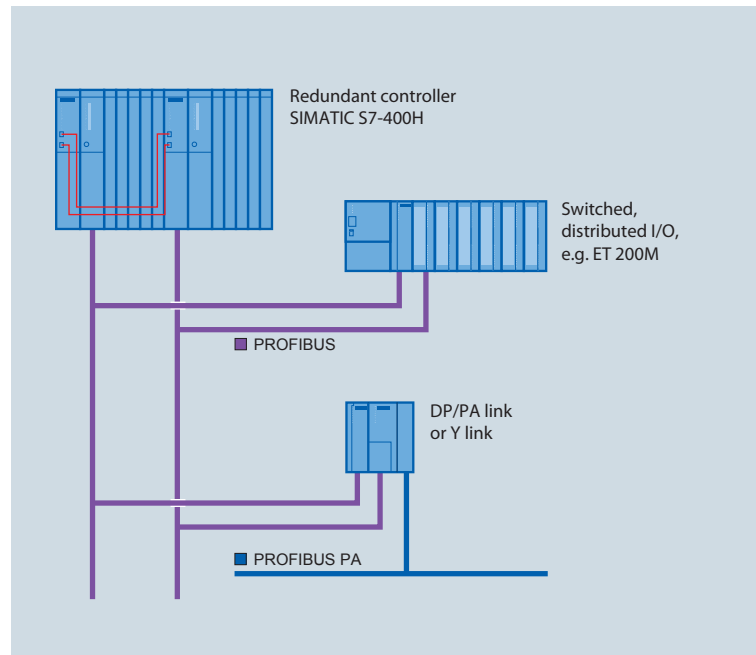 Redundant controller
SIMATIC S7-400H
Switched,
distributed I/O,
e.g. ET 200M
PROFIBUS
DP/PA link
or Y link
PROFIBUS PA